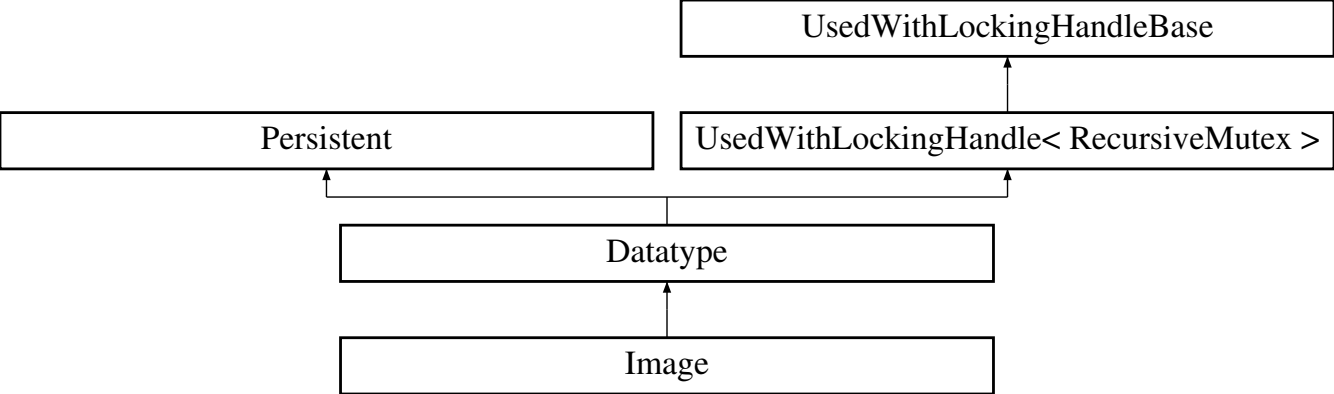 UsedWithLockingHandleBase
Persistent
UsedWithLockingHandle< RecursiveMutex >
Datatype
Image